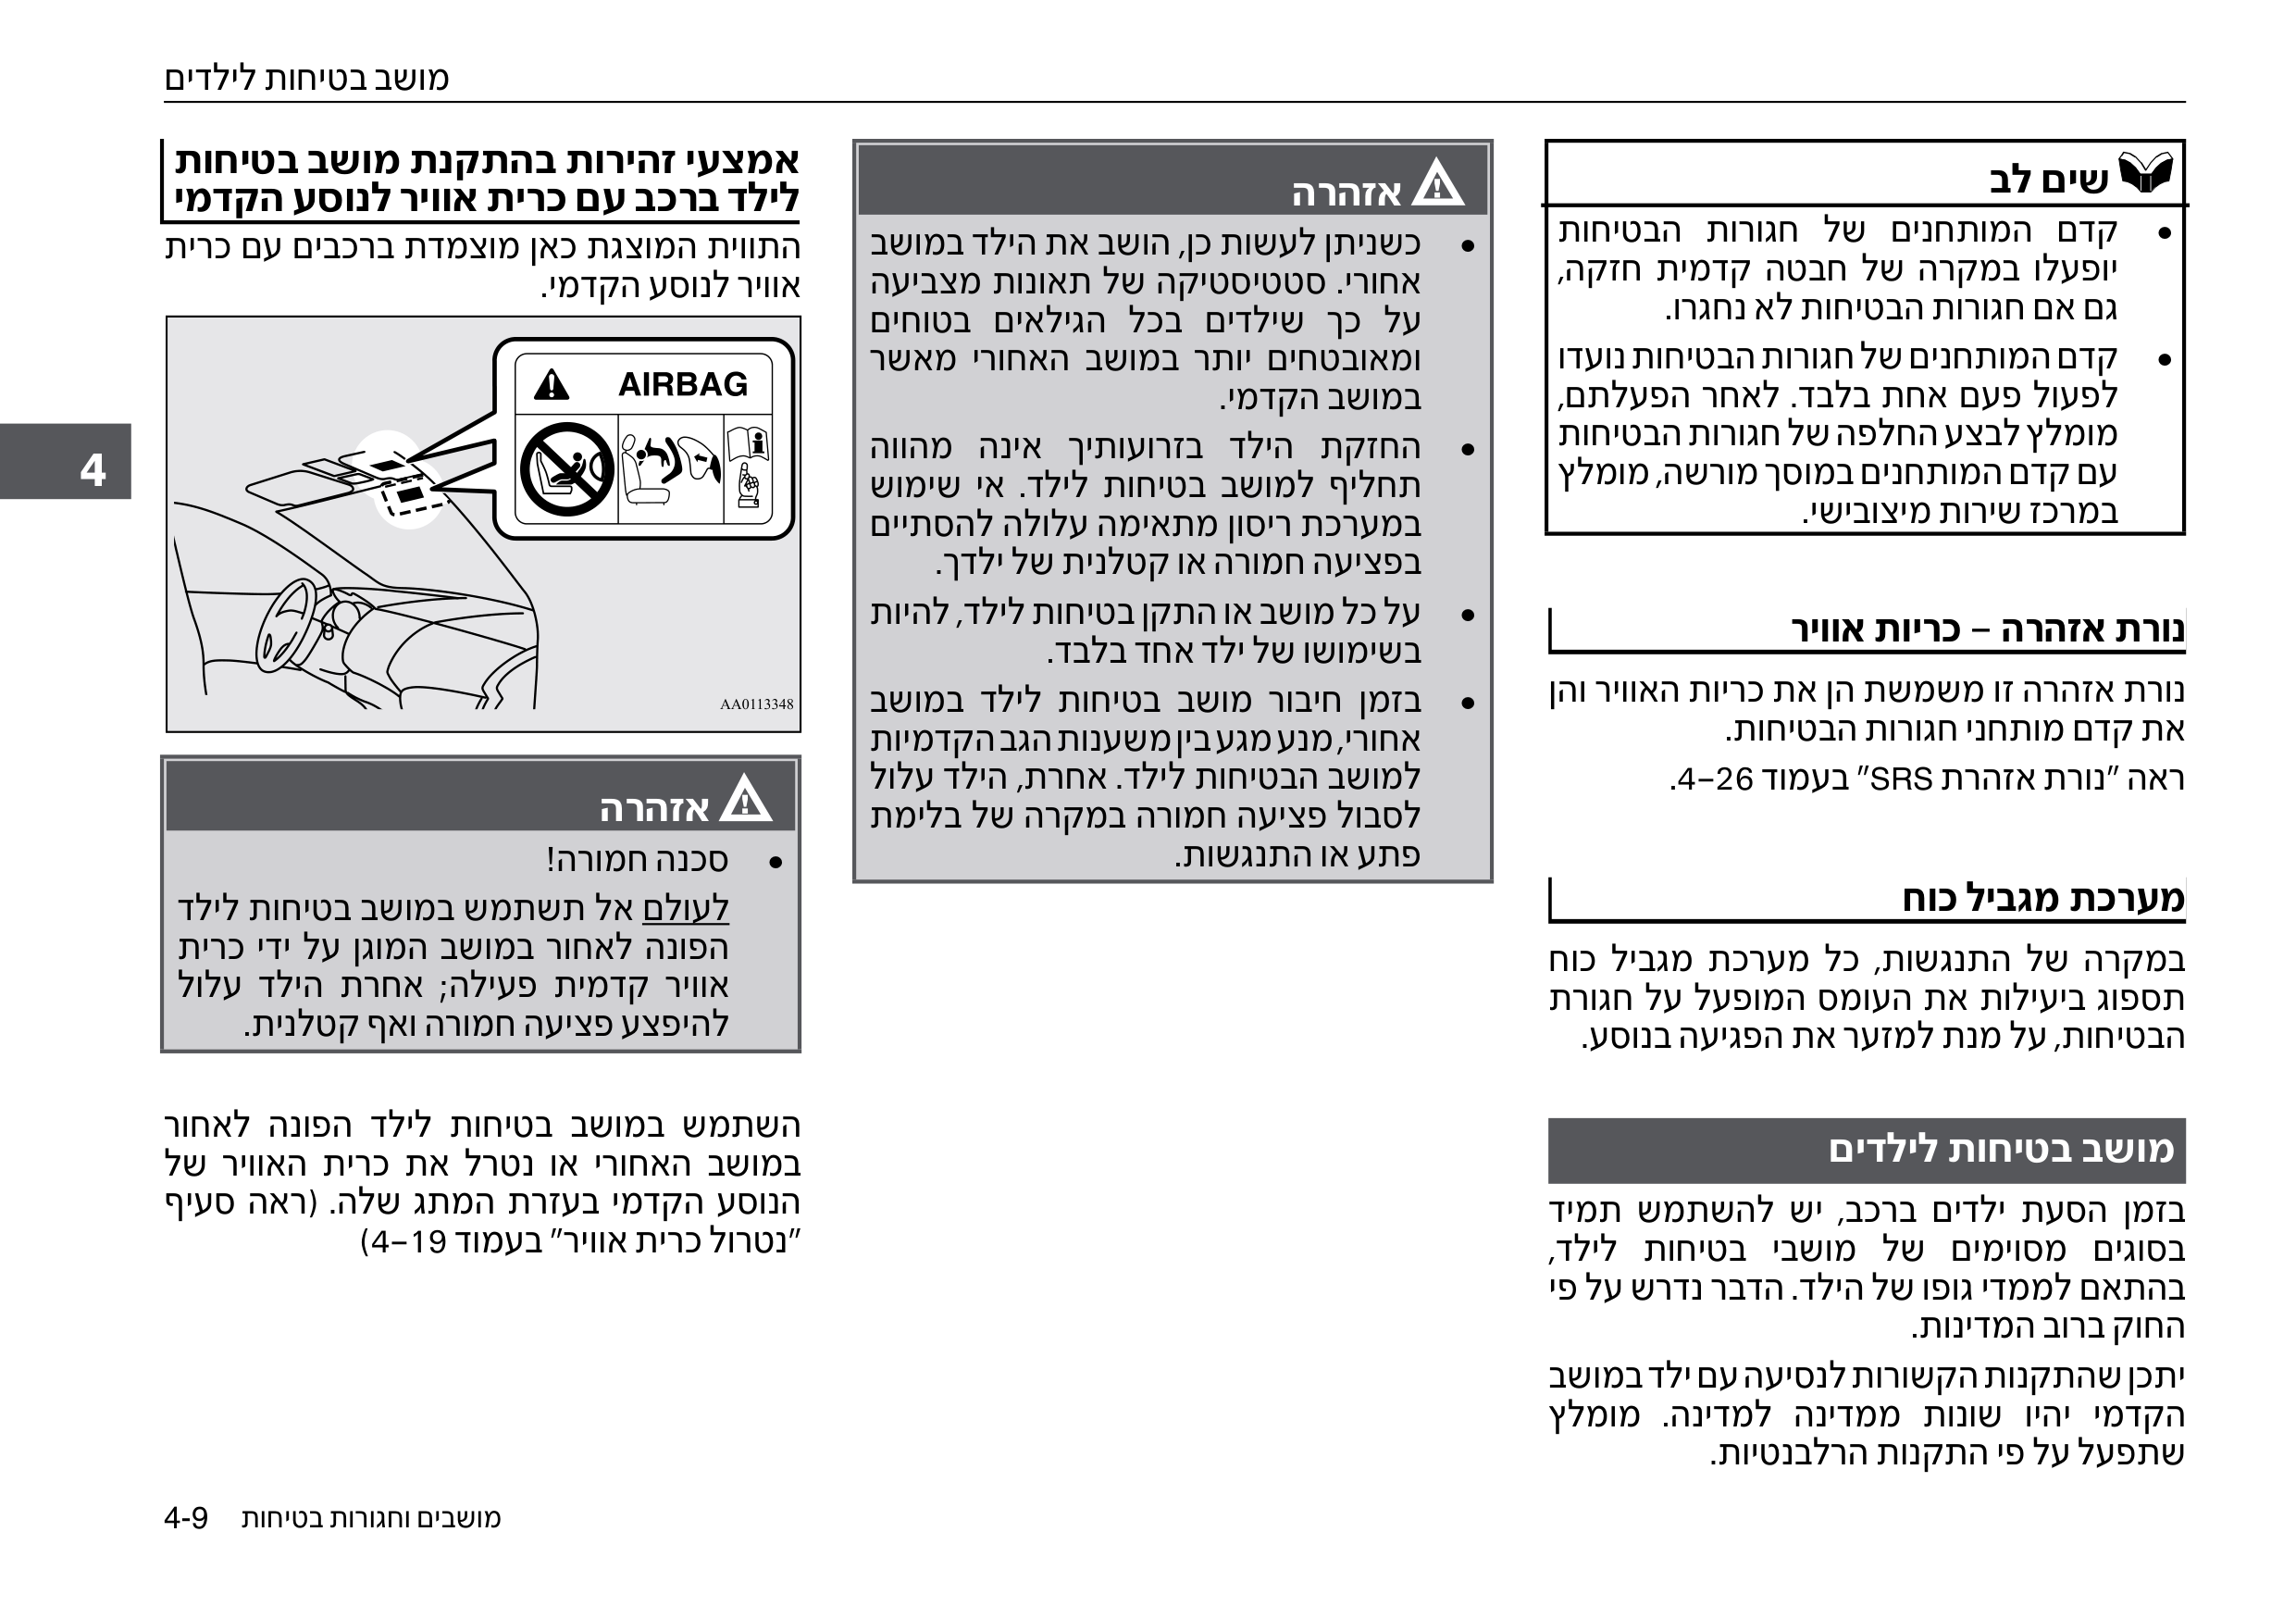 מושב בטיחות לילדים
שים לב
• קדם המותחנים של חגורות הבטיחות
יופעלו במקרה של חבטה קדמית חזקה,
גם אם חגורות הבטיחות לא נחגרו.
• קדם המותחנים של חגורות הבטיחות נועדו
לפעול פעם אחת בלבד. לאחר הפעלתם,
מומלץ לבצע החלפה של חגורות הבטיחות
עם קדם המותחנים במוסך מורשה, מומלץ
במרכז שירות מיצובישי.
נורת אזהרה – כריות אוויר
נורת אזהרה זו משמשת הן את כריות האוויר והן
את קדם מותחני חגורות הבטיחות.
ראה "נורת אזהרת SRS" בעמוד 4–26.
מערכת מגביל כוח
במקרה של התנגשות, כל מערכת מגביל כוח
תספוג ביעילות את העומס המופעל על חגורת
הבטיחות, על מנת למזער את הפגיעה בנוסע.
מושב בטיחות לילדים
בזמן הסעת ילדים ברכב, יש להשתמש תמיד
בסוגים מסוימים של מושבי בטיחות לילד,
בהתאם לממדי גופו של הילד. הדבר נדרש על פי
החוק ברוב המדינות.
יתכן שהתקנות הקשורות לנסיעה עם ילד במושב
הקדמי יהיו שונות ממדינה למדינה. מומלץ
שתפעל על פי התקנות הרלבנטיות.
אזהרה
• כשניתן לעשות כן, הושב את הילד במושב
אחורי. סטטיסטיקה של תאונות מצביעה
על כך שילדים בכל הגילאים בטוחים
ומאובטחים יותר במושב האחורי מאשר
במושב הקדמי.
• החזקת הילד בזרועותיך אינה מהווה
תחליף למושב בטיחות לילד. אי שימוש
במערכת ריסון מתאימה עלולה להסתיים
בפציעה חמורה או קטלנית של ילדך.
• על כל מושב או התקן בטיחות לילד, להיות
בשימושו של ילד אחד בלבד.
• בזמן חיבור מושב בטיחות לילד במושב
אחורי, מנע מגע בין משענות הגב הקדמיות
למושב הבטיחות לילד. אחרת, הילד עלול
לסבול פציעה חמורה במקרה של בלימת
פתע או התנגשות.
אמצעי זהירות בהתקנת מושב בטיחות
לילד ברכב עם כרית אוויר לנוסע הקדמי
התווית המוצגת כאן מוצמדת ברכבים עם כרית
אוויר לנוסע הקדמי.
AIRBAG
AA0113348
אזהרה
• סכנה חמורה!
לעולם אל תשתמש במושב בטיחות לילד
הפונה לאחור במושב המוגן על ידי כרית
אוויר קדמית פעילה; אחרת הילד עלול
להיפצע פציעה חמורה ואף קטלנית.
השתמש במושב בטיחות לילד הפונה לאחור
במושב האחורי או נטרל את כרית האוויר של
הנוסע הקדמי בעזרת המתג שלה. (ראה סעיף
"נטרול כרית אוויר" בעמוד 4–19)
4
מושבים וחגורות בטיחות 4-9